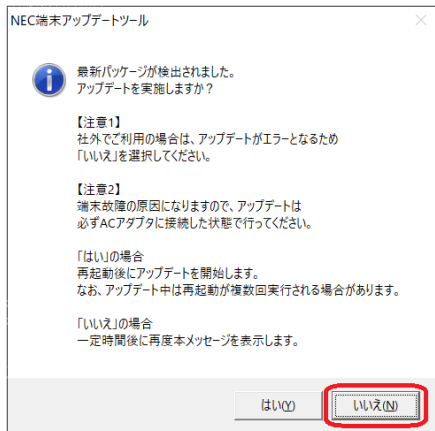 NEC端末アップデートツール
最新パッケージが検出されました。
アップデートを実施しますか？
【注意1】
社外でご利用の場合は、アップデートがエラーとなるため
「いいえ」を選択してください。
【注意2】
端末故障の原因になりますので、アップデートは
必ずACアダプタに接続した状態で行ってください。
「はい」の場合
再起動後にアップデートを開始します。
なお、アップデート中は再起動が複数回実行される場合があります。
「いいえ」の場合
一定時間後に再度本メッセージを表示します。
はい(Y) いいえ(N)